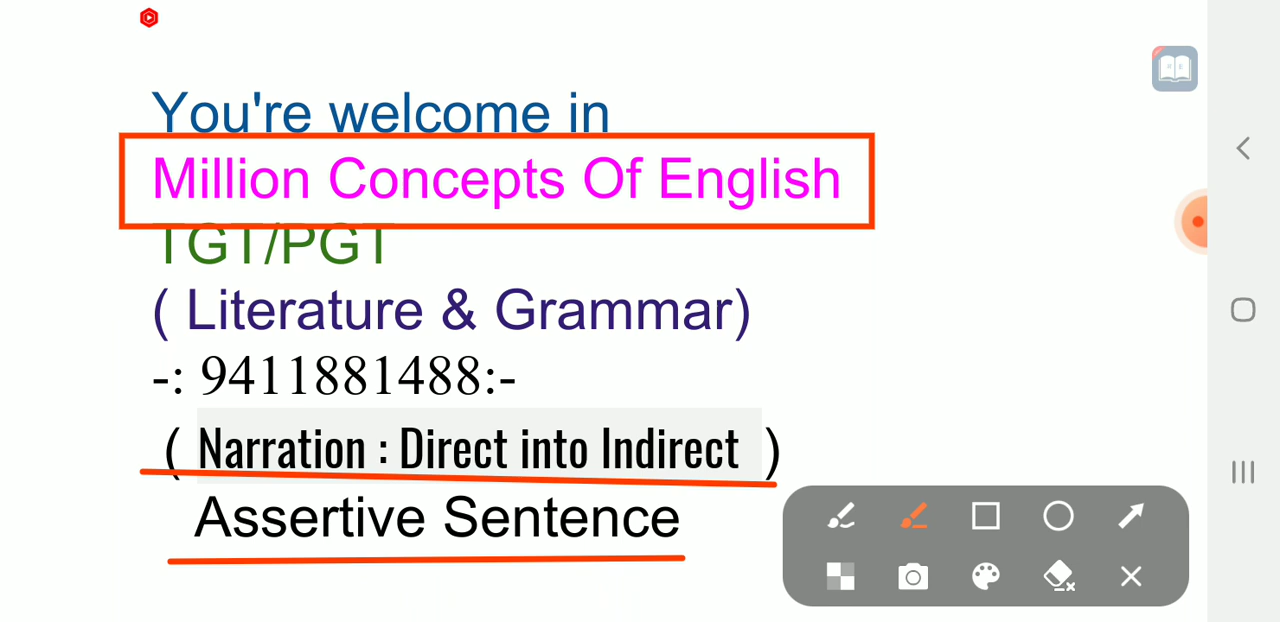 You're welcome in
Million Concepts Of English
TGT/PGT
( Literature & Grammar)
-: 9411881488:-
( Narration : Direct into Indirect )
Assertive Sentence